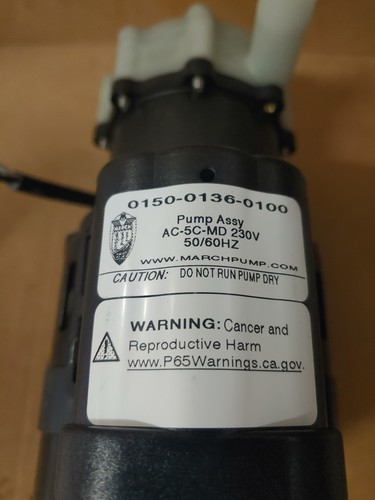 0150-0136-0100
Pump Assy
AC-5C-MD 230V
50/60HZ
MARCH
WWW.MARCHPUMP.COM
CAUTION: DO NOT RUN PUMP DRY
WARNING: Cancer and
Reproductive Harm
www.P65Warnings.ca.gov.